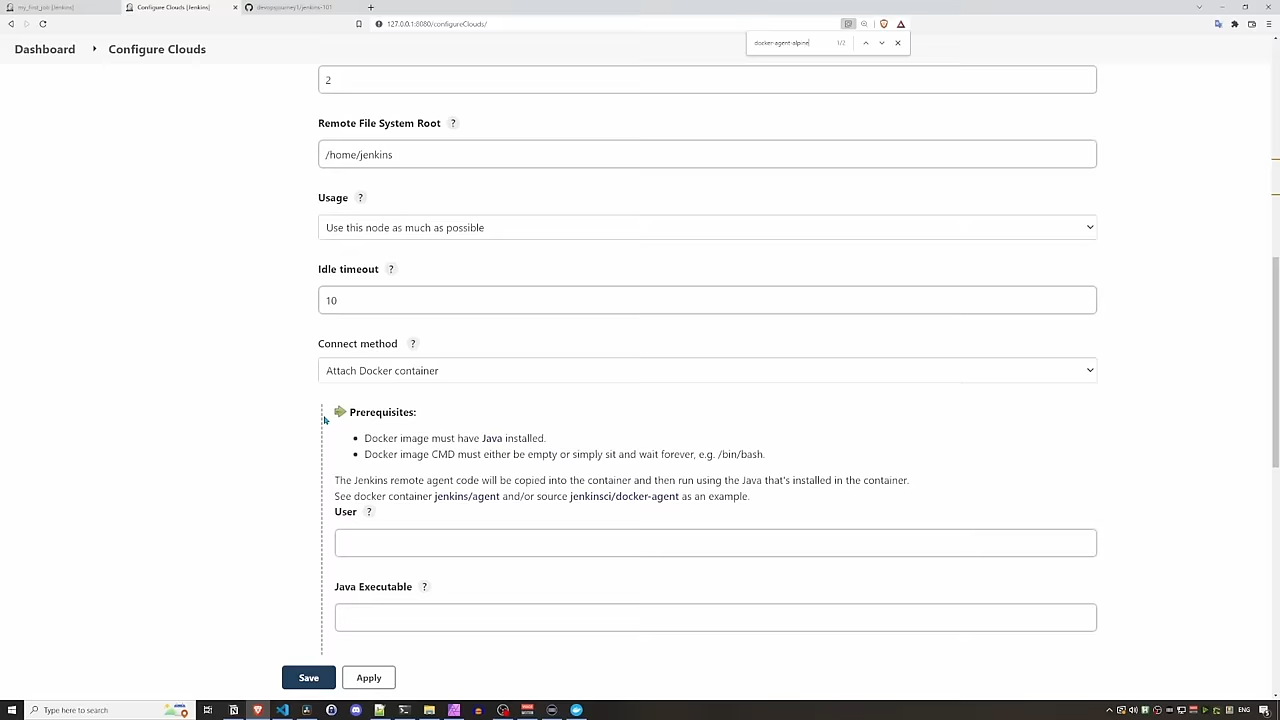 my_first_job [Jenkins]
Configure Clouds [Jenkins]
devopsjourney1/jenkins-101
127.0.0.1:8080/configureClouds/
docker-agent-alpine 1/2
Dashboard Configure Clouds
2
Remote File System Root ?
/home/jenkins
Usage ?
Use this node as much as possible
Idle timeout ?
10
Connect method ?
Attach Docker container
Prerequisites:
• Docker image must have Java installed.
• Docker image CMD must either be empty or simply sit and wait forever, e.g. /bin/bash.
The Jenkins remote agent code will be copied into the container and then run using the Java that's installed in the container.
See docker container jenkins/agent and/or source jenkinsci/docker-agent as an example.
User ?
Java Executable ?
Save Apply
Type here to search
ENG